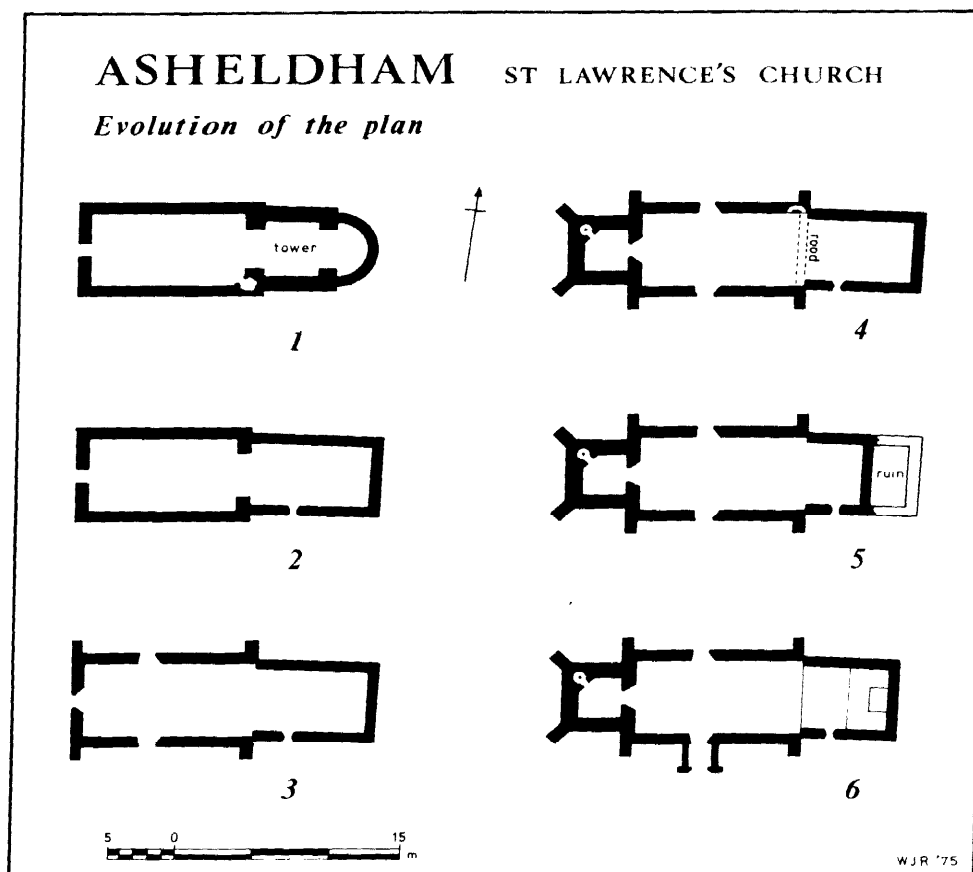 ASHELDHAM ST LAWRENCE'S CHURCH
Evolution of the plan
tower
1
rood
4
2
ruin
5
3
6
5 0 15 m
WJR '75